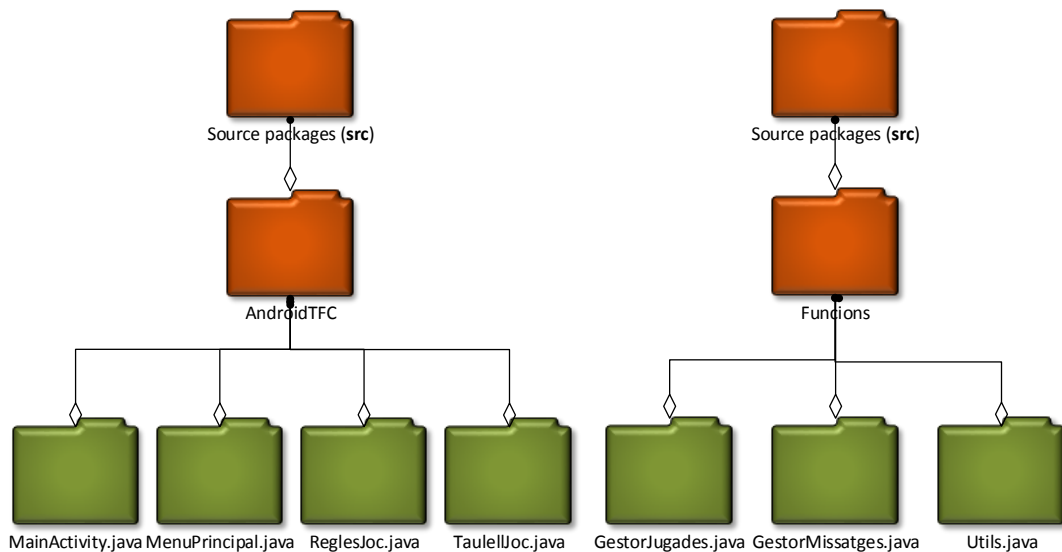 Source packages (src)
Source packages (src)
AndroidTFC
Funcions
MainActivity.java MenuPrincipal.java ReglesJoc.java TaulellJoc.java GestorJugades.java GestorMissatges.java Utils.java